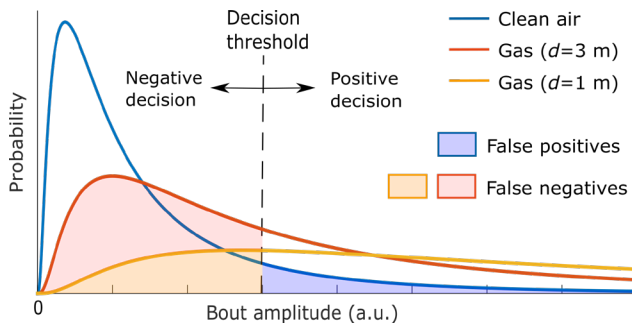 Decision
threshold
Negative
decision
Positive
decision
Clean air
Gas (d=3 m)
Gas (d=1 m)
False positives
False negatives
Probability
0
Bout amplitude (a.u.)